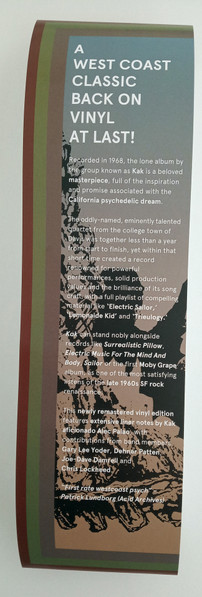 A
WEST COAST
CLASSIC
BACK ON
VINYL
AT LAST!
Recorded in 1968, the lone album by
the group known as Kak is a beloved
masterpiece, full of the inspiration
and promise associated with the
California psychedelic dream.
The oddly-named, eminently talented
quartet from the college town of
Davis was together less than a year
from start to finish, yet within that
short time created a record
renowned for powerful
performances, solid production
values and the brilliance of its song
craft, with a full playlist of compelling
material like "Electric Sailor,"
"Lemonaide Kid" and "Trieulogy."
Kak can stand nobly alongside
records like Surrealistic Pillow,
Electric Music For The Mind And
Body, Sailor or the first Moby Grape
album, as one of the most satisfying
artefacts of the late 1960s SF rock
renaissance.
This newly remastered vinyl edition
features extensive liner notes by Kak
aficionado Alec Palao, with
contributions from band members
Gary Lee Yoder, Dehner Patten,
Joe-Dave Damrell and
Chris Lockheed.
"First rate westcoast psych"
Patrick Lundborg (Acid Archives)